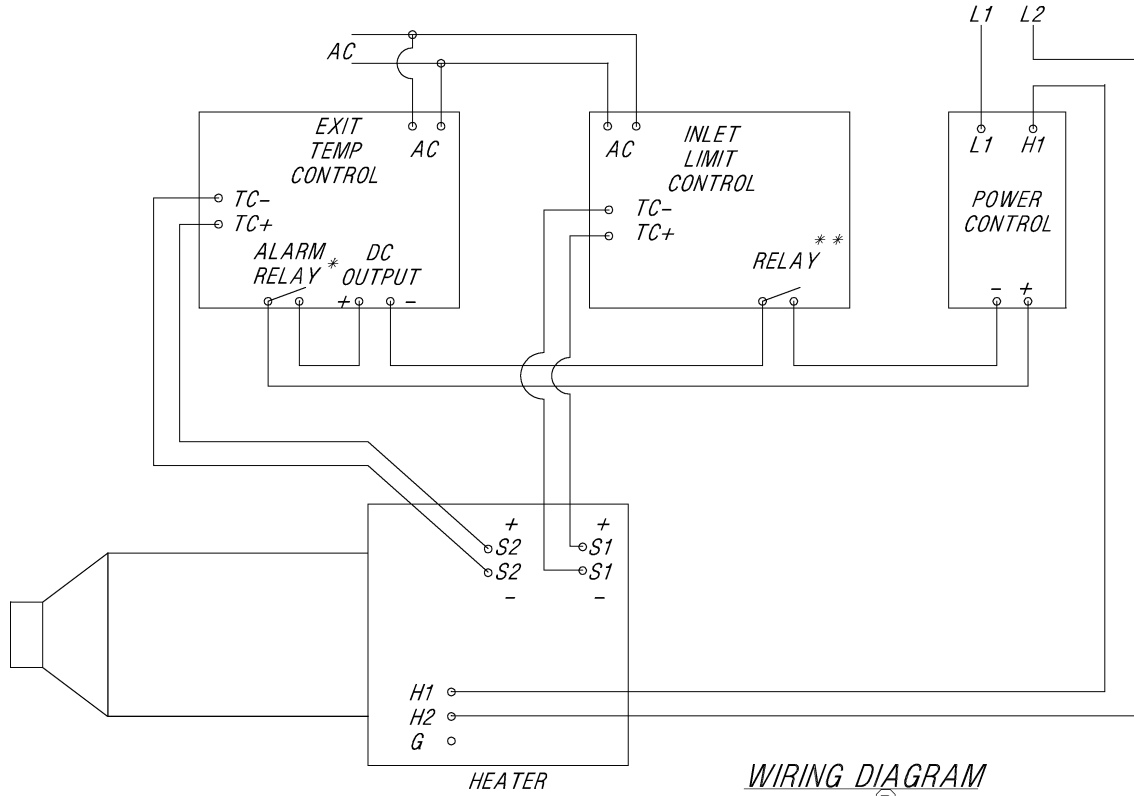 L1 L2
AC
EXIT
TEMP
CONTROL
AC
AC
INLET
LIMIT
CONTROL
L1 H1
POWER
CONTROL
TC-
TC+
TC-
TC+
ALARM
RELAY *
DC
OUTPUT
+ -
RELAY **
- +
+
S2
S2
-
+
S1
S1
-
H1
H2
G
HEATER
WIRING DIAGRAM